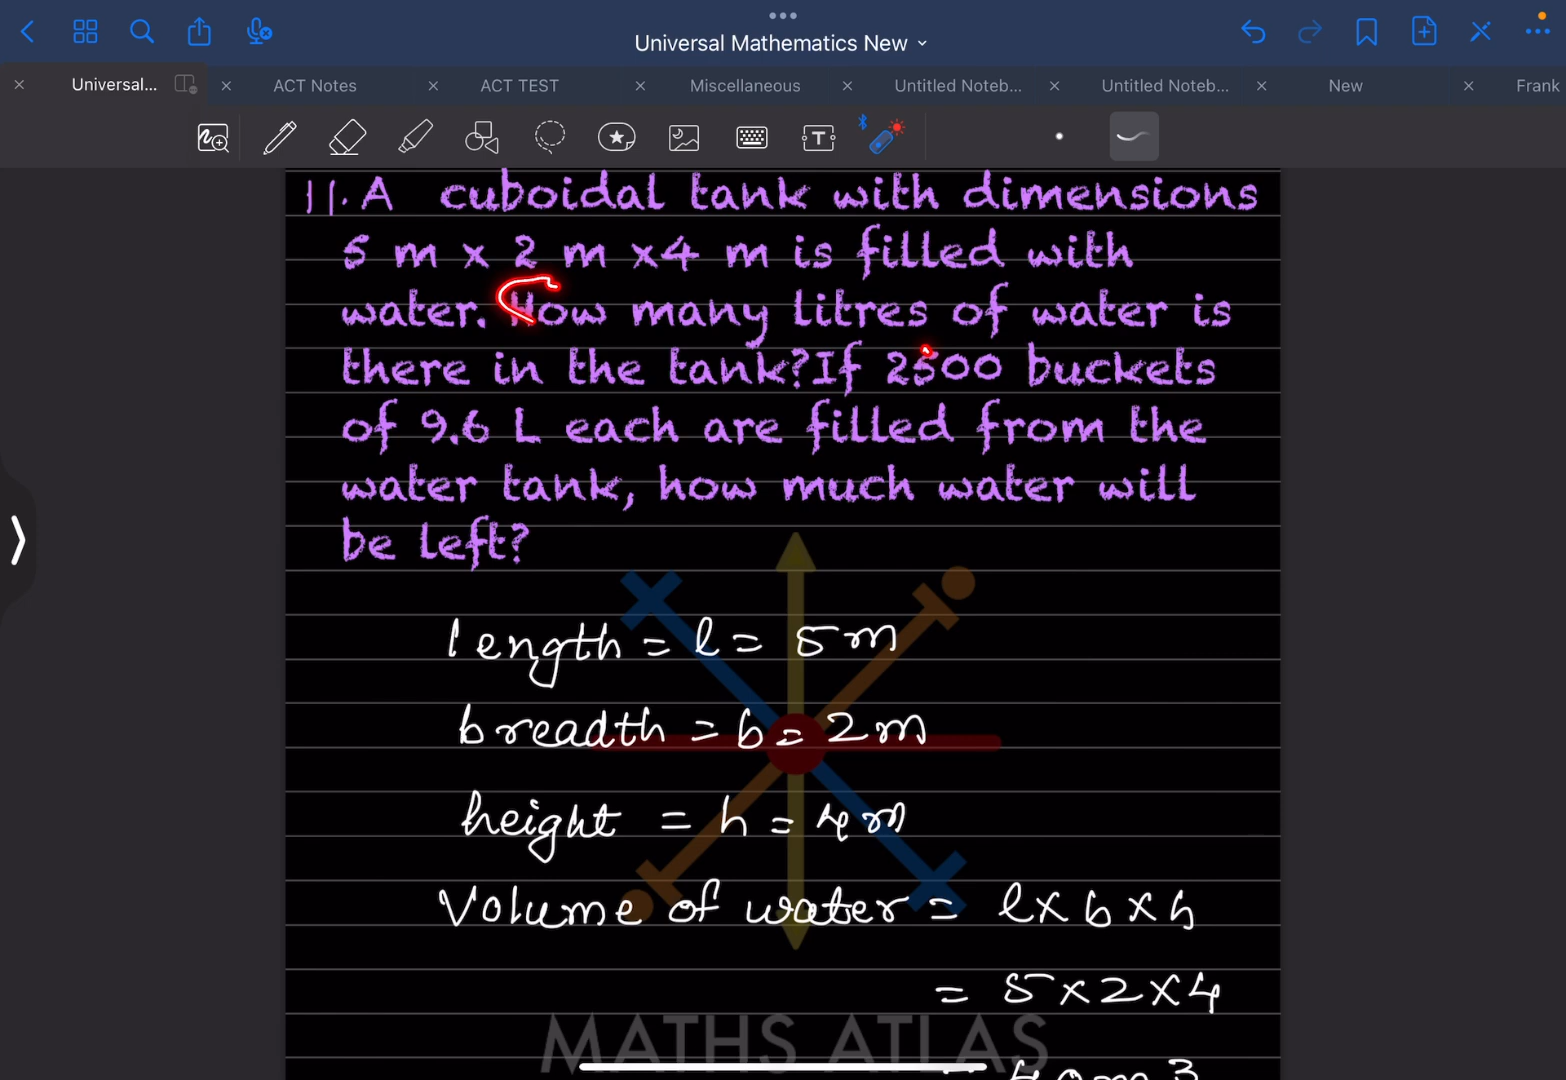 Universal Mathematics New
Universal...
ACT Notes
ACT TEST
Miscellaneous
Untitled Noteb...
Untitled Noteb...
New
Frank
T
11. A cuboidal tank with dimensions
5 m x 2 m x4 m is filled with
water. How many litres of water is
there in the tank?If 2500 buckets
of 9.6 L each are filled from the
water tank, how much water will
be left?
length = l = 5m
breadth = b = 2m
height = h = 4m
Volume of water = l×b×h
= 5×2×4
MATHS ATLAS